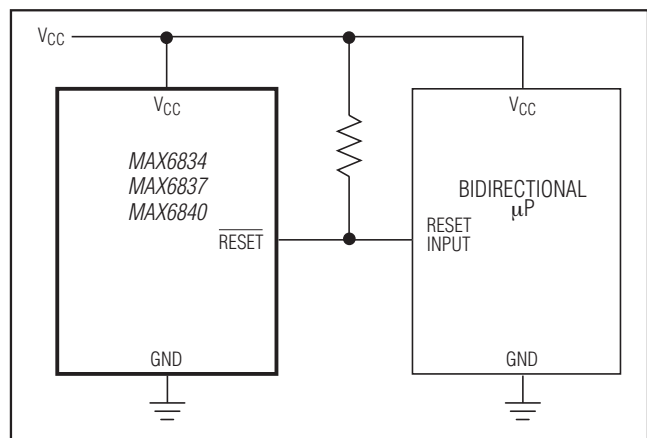 VCC
VCC
MAX6834
MAX6837
MAX6840
RESET
GND
VCC
BIDIRECTIONAL
μP
RESET
INPUT
GND